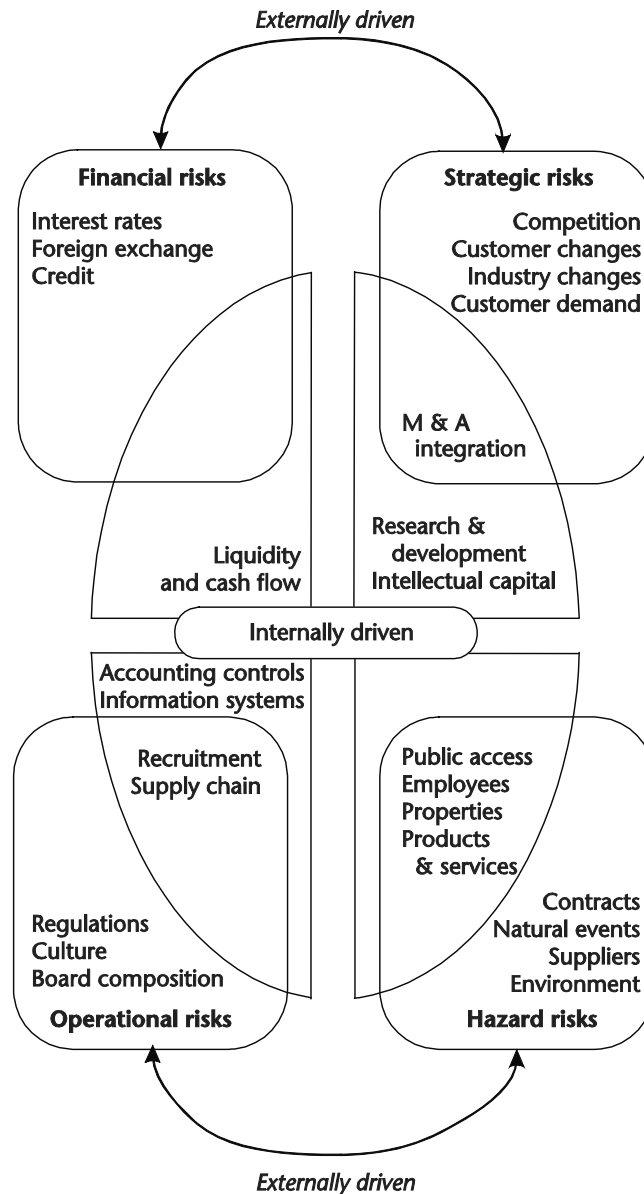 Externally driven
Financial risks
Interest rates
Foreign exchange
Credit
Strategic risks
Competition
Customer changes
Industry changes
Customer demand
M & A
integration
Liquidity
and cash flow
Research &
development
Intellectual capital
Internally driven
Accounting controls
Information systems
Recruitment
Supply chain
Regulations
Culture
Board composition
Operational risks
Public access
Employees
Properties
Products
& services
Contracts
Natural events
Suppliers
Environment
Hazard risks
Externally driven